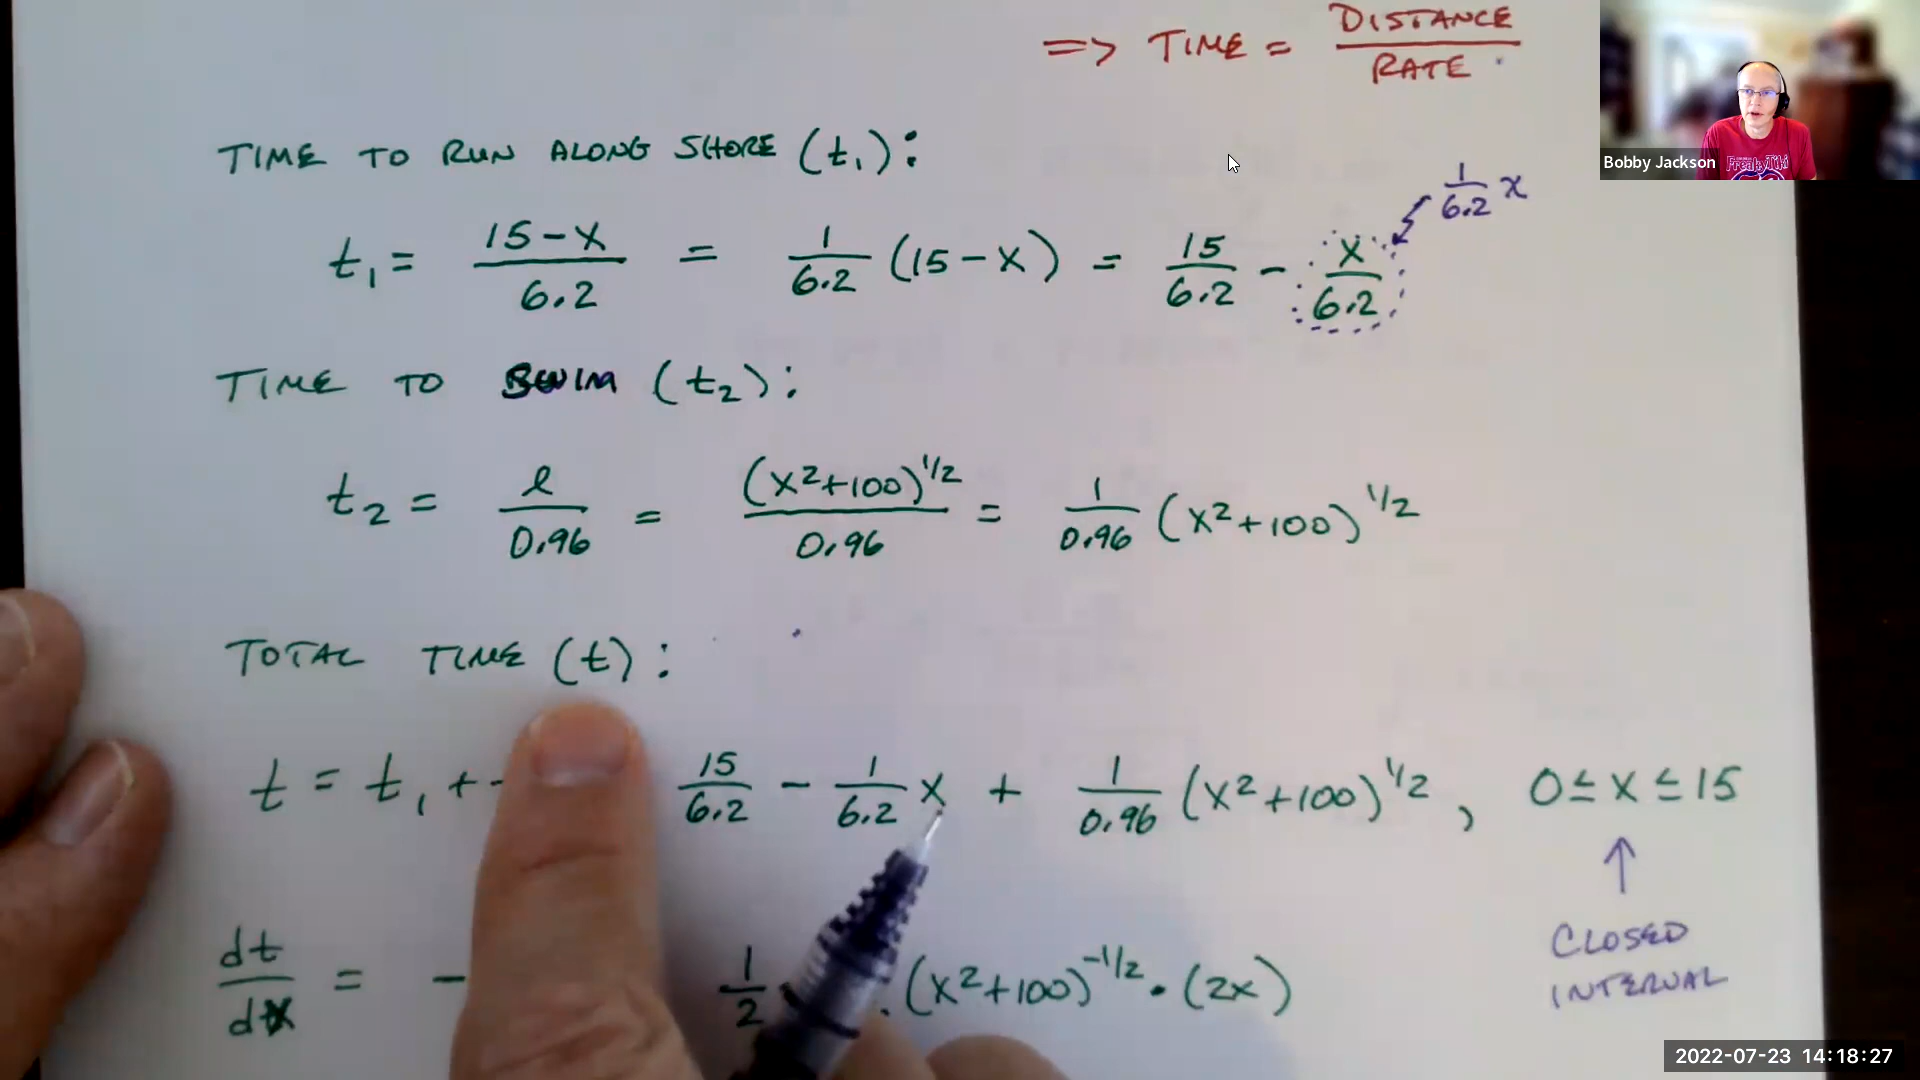 => TIME = DISTANCE / RATE
Bobby Jackson
TIME TO RUN ALONG SHORE (t₁):
1/6.2 x
t₁ = (15-x)/6.2 = 1/6.2 (15-x) = 15/6.2 - x/6.2
TIME TO SWIM (t₂):
t₂ = l/0.96 = (x²+100)^1/2 / 0.96 = 1/0.96 (x²+100)^1/2
TOTAL TIME (t):
t = t₁ + 15/6.2 - 1/6.2 x + 1/0.96 (x²+100)^1/2 , 0≤x≤15
CLOSED
INTERVAL
dt/dx = - 1/2 · (x²+100)^-1/2 · (2x)
2022-07-23 14:18:27